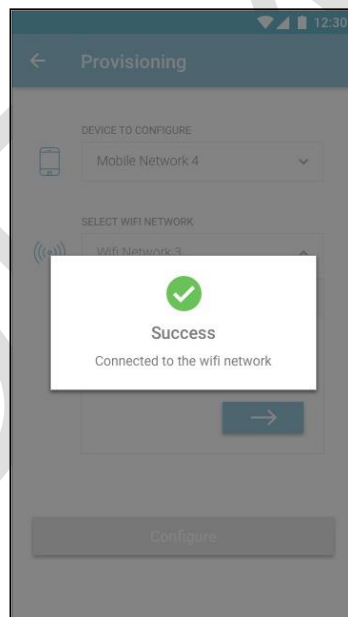 12:30
Provisioning
DEVICE TO CONFIGURE
Mobile Network 4
SELECT WIFI NETWORK
Wifi Network 3
Success
Connected to the wifi network
Configure